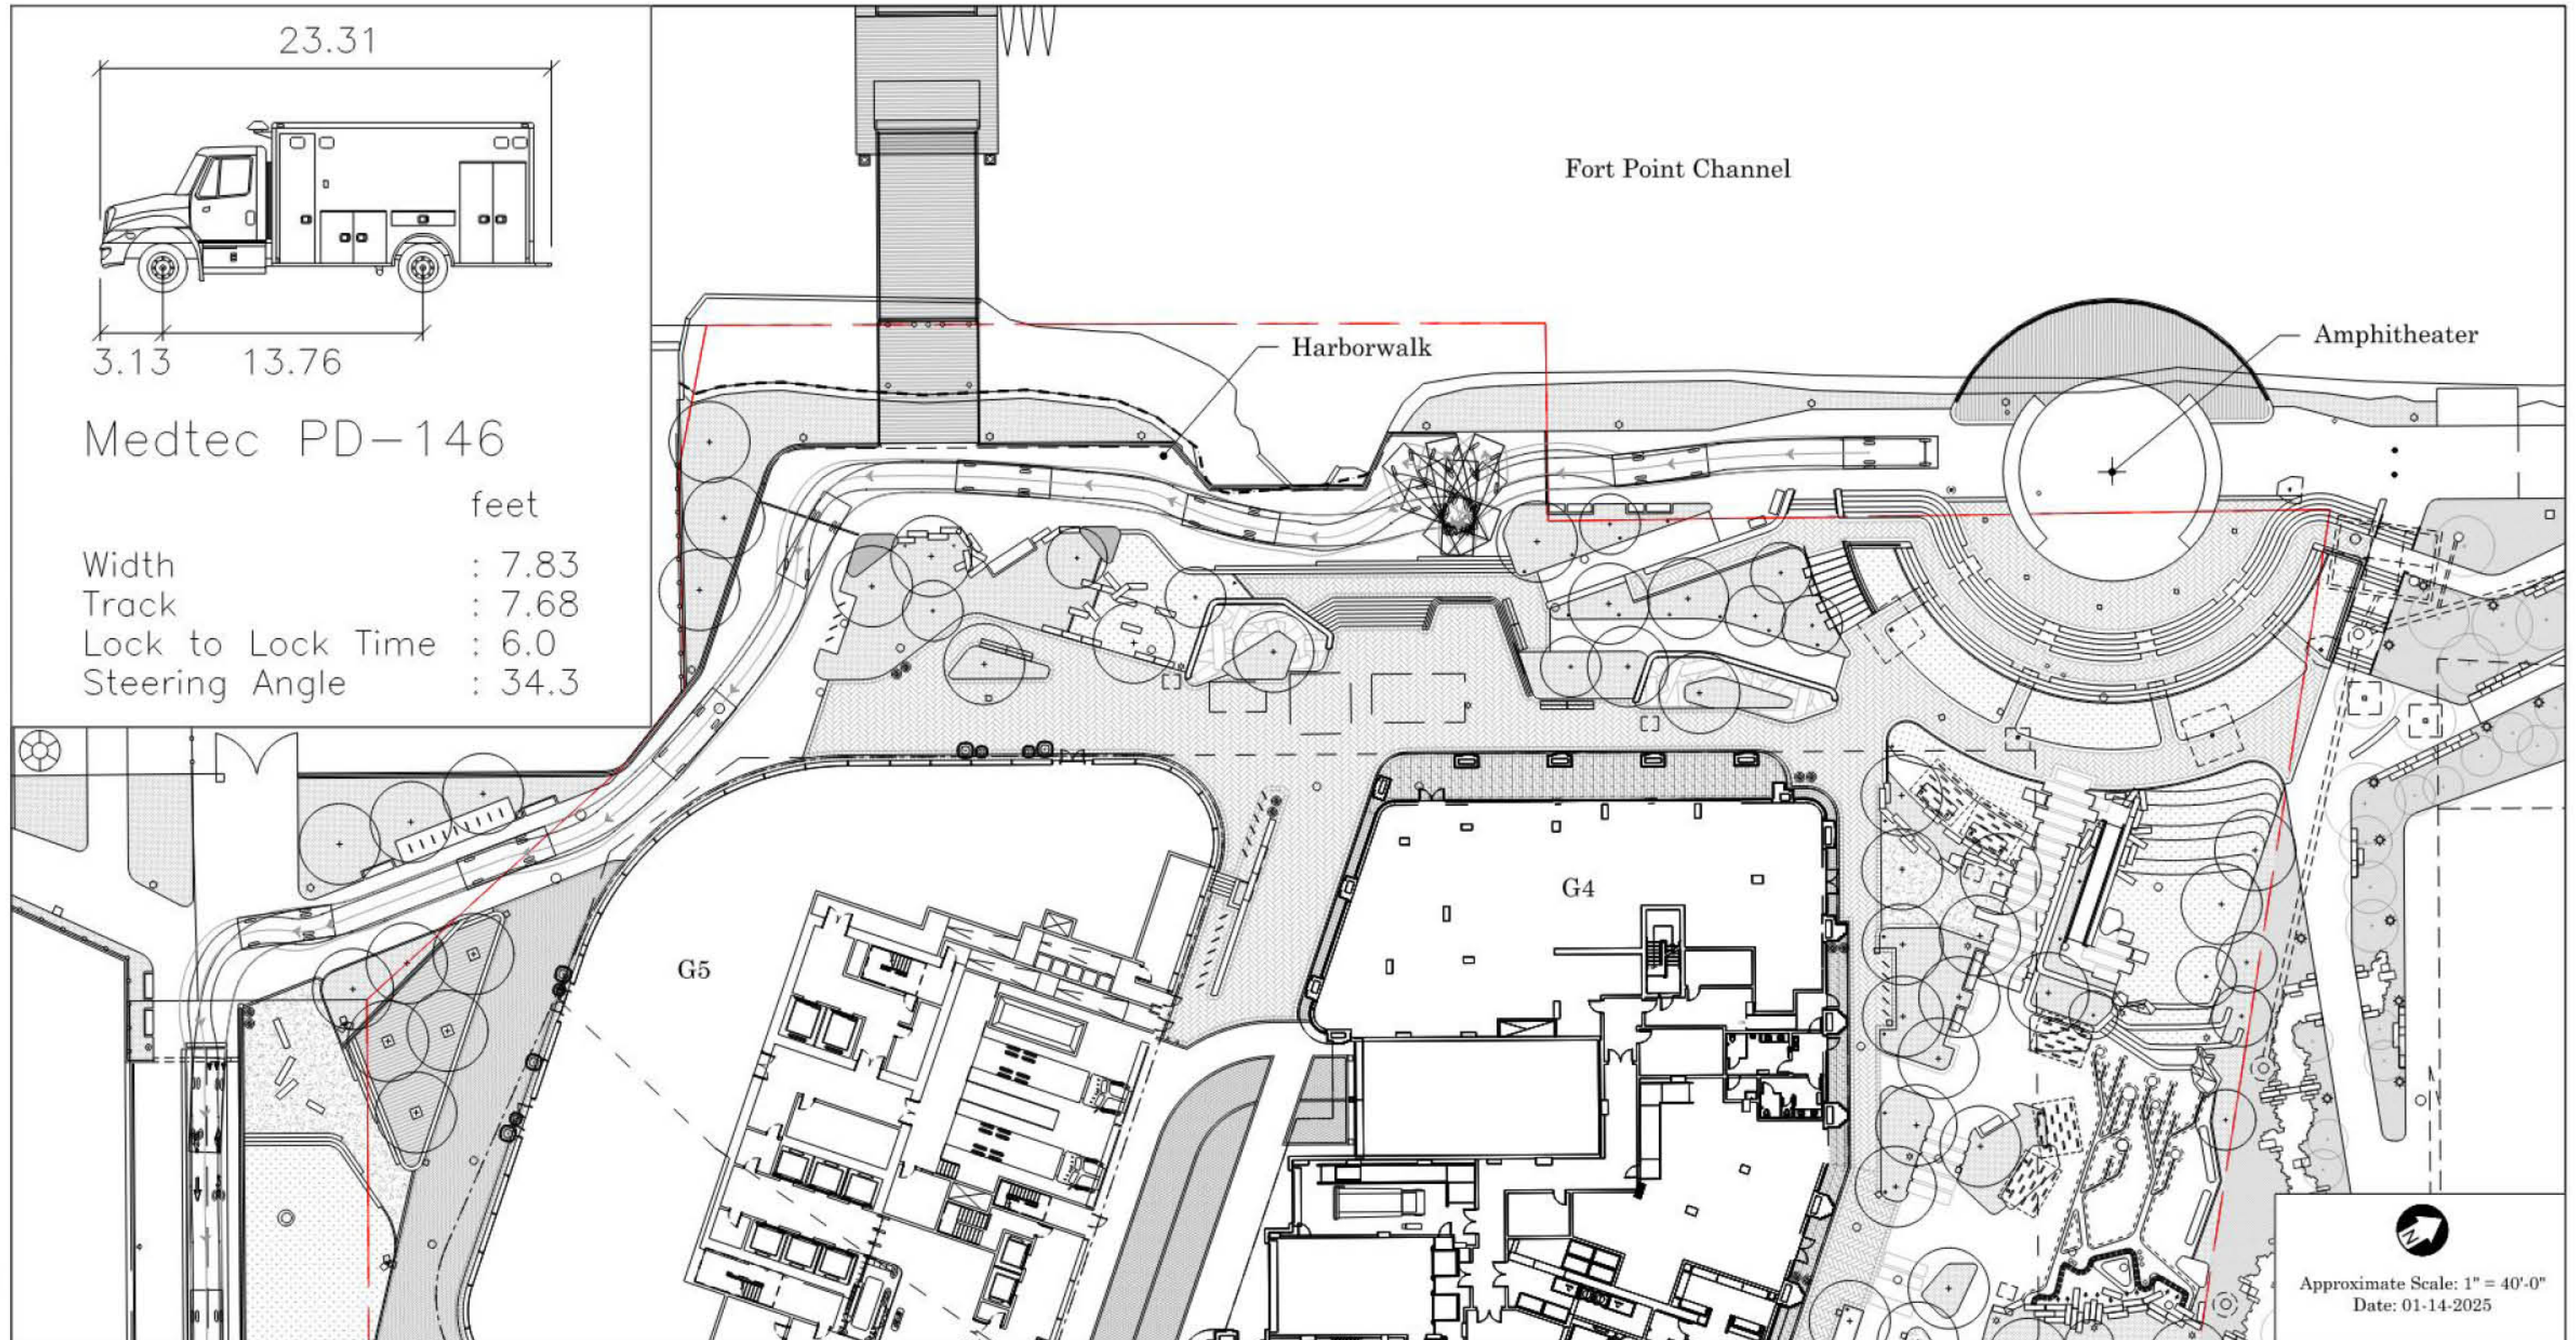 23.31
3.13
13.76
Medtec PD-146
feet
Width : 7.83
Track : 7.68
Lock to Lock Time : 6.0
Steering Angle : 34.3
Fort Point Channel
Harborwalk
Amphitheater
G4
G5
N
Approximate Scale: 1" = 40'-0"
Date: 01-14-2025